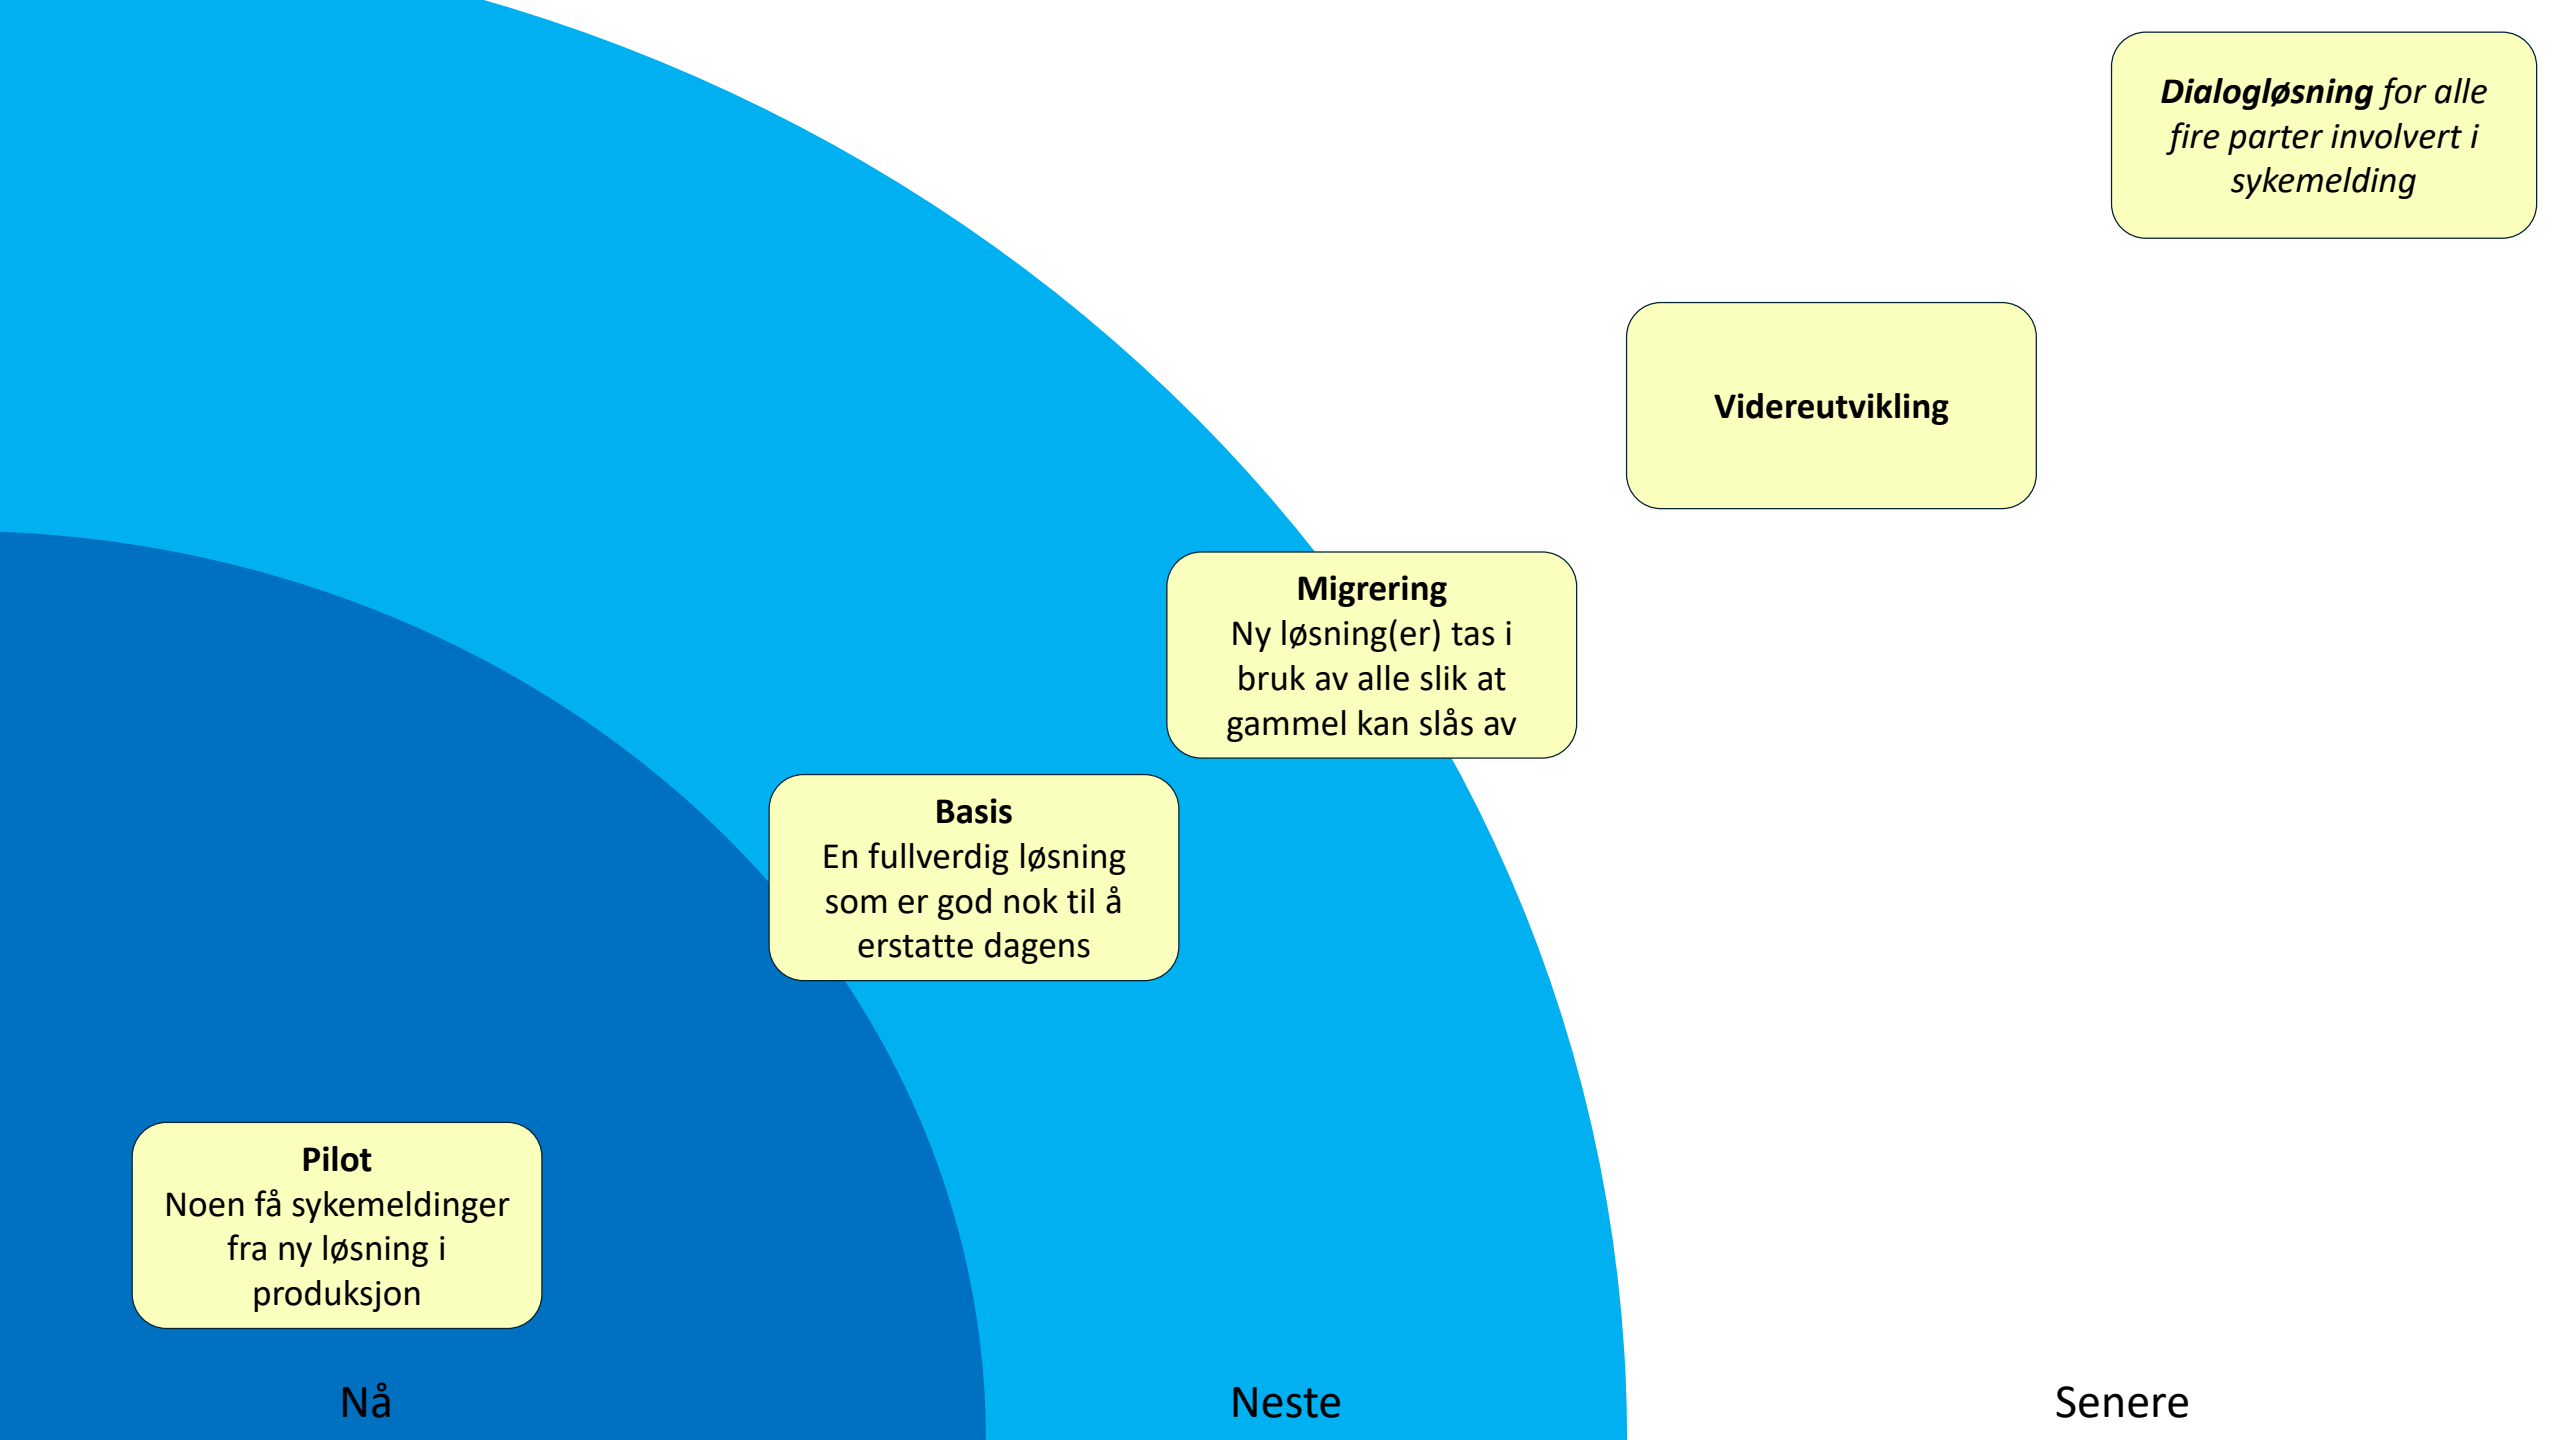 Dialogløsning for alle
fire parter involvert i
sykemelding
Videreutvikling
Migrering
Ny løsning(er) tas i
bruk av alle slik at
gammel kan slås av
Basis
En fullverdig løsning
som er god nok til å
erstatte dagens
Pilot
Noen få sykemeldinger
fra ny løsning i
produksjon
Nå
Neste
Senere